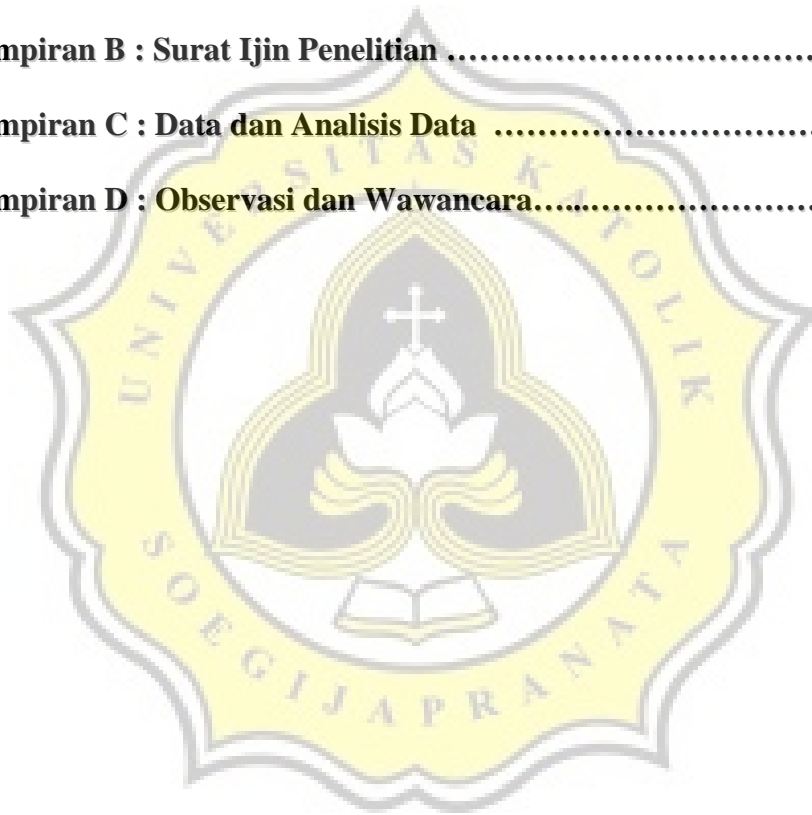 mpiran B : Surat Ijin Penelitian ……………………………
mpiran C : Data dan Analisis Data …………………………
mpiran D : Observasi dan Wawancara…...…………………
UNIVERSITAS KATOLIK
SOEGIJAPRANATA